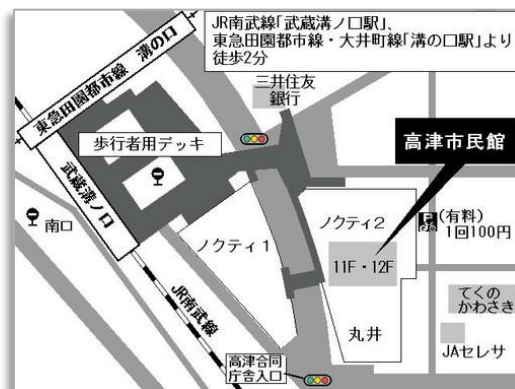 JR南武線「武蔵溝ノ口駅」、
東急田園都市線・大井町線「溝の口駅」より
徒歩2分
東急田園都市線 溝の口
三井住友
銀行
歩行者用デッキ
高津市民館
武蔵溝ノ口
南口
ノクティ1
ノクティ2
P
(有料)
1回100円
11F・12F
JR南武線
丸井
てくの
かわさき
JAセレサ
高津合同
庁舎入口